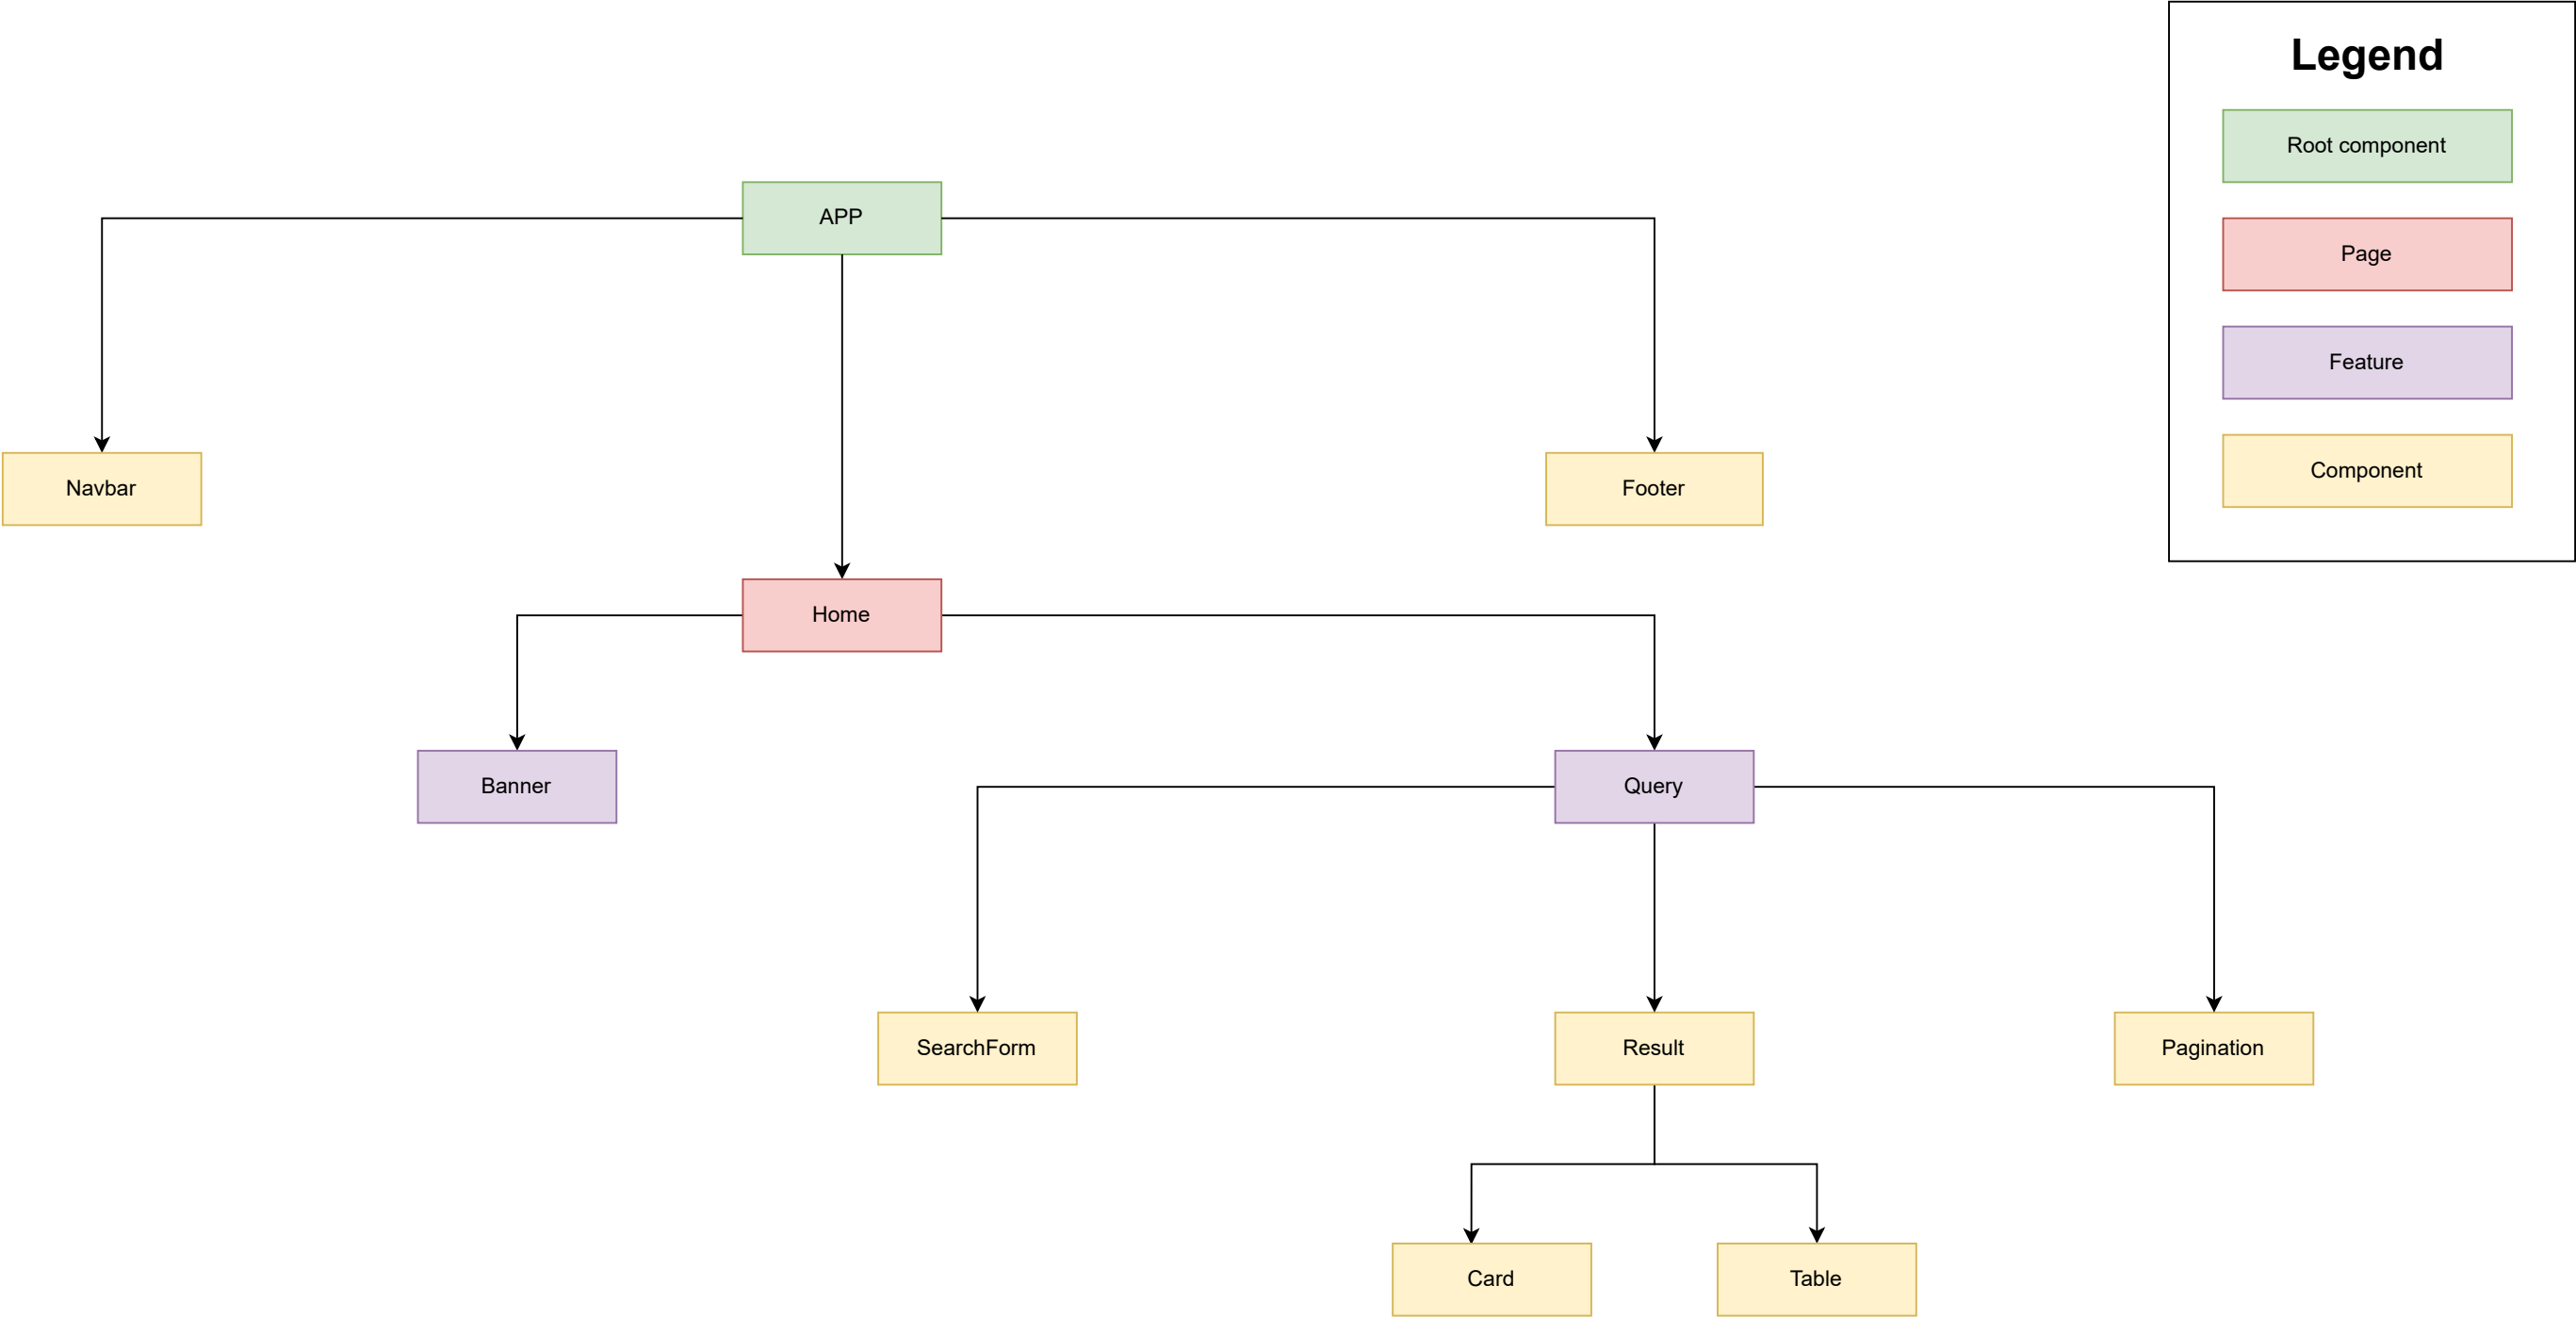 Legend
Root component
Page
Feature
Component
APP
Navbar
Footer
Home
Banner
Query
SearchForm
Result
Pagination
Card
Table